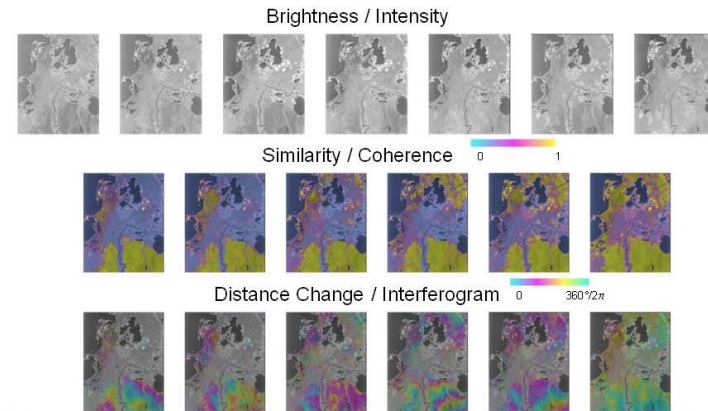 Brightness / Intensity
Similarity / Coherence
0 1
Distance Change / Interferogram
0 360°/2π